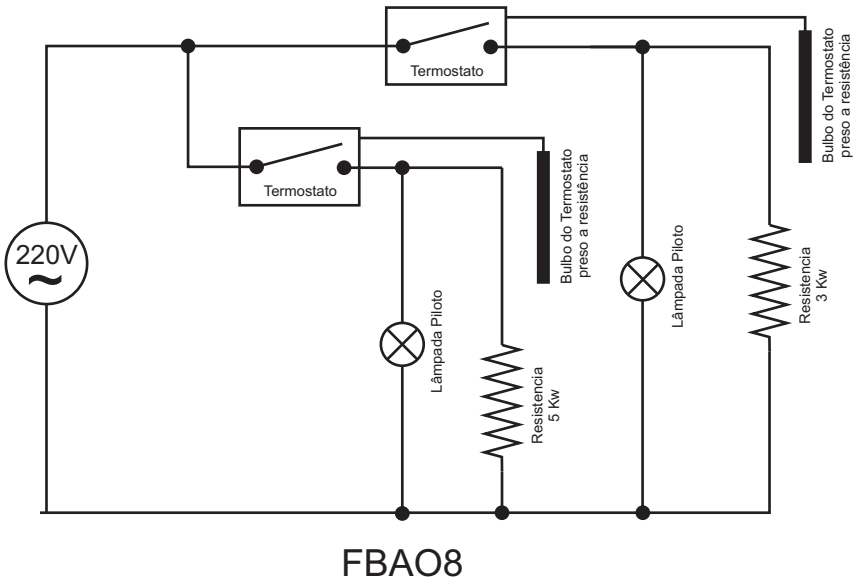 Termostato
Bulbo do Termostato
preso a resistência
Termostato
Bulbo do Termostato
preso a resistência
220V
~
Lâmpada Piloto
Resistencia
5 Kw
Lâmpada Piloto
Resistencia
3 Kw
FBAO8